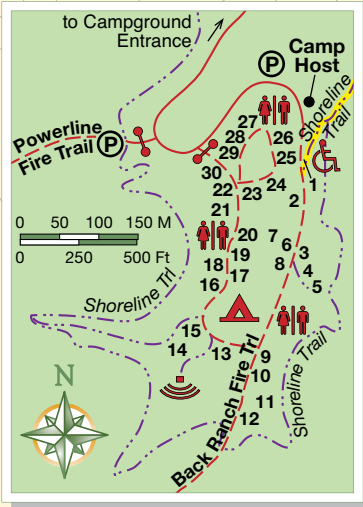 to Campground
Entrance
P
Camp
Host
Shoreline
Trail
Powerline
Fire Trail
P
27
28
26
29
25
30
22
23
24
1
21
2
0 50 100 150 M
0 250 500 Ft
20
7
6
19
3
18
17
8
4
16
5
Shoreline Trl
15
14
13
9
10
11
12
Shoreline Trail
Back Ranch Fire Trl
N